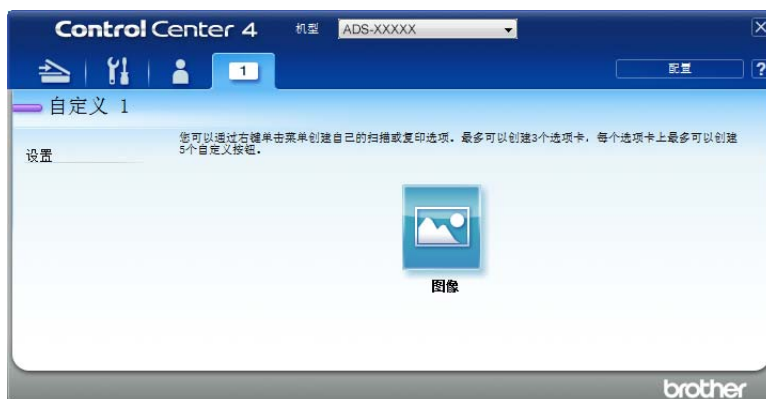 ControlCenter 4 机型 ADS-XXXXX X
1 配置 ?
自定义 1
设置
您可以通过右键单击菜单创建自己的扫描或复印选项。最多可以创建3个选项卡，每个选项卡上最多可以创建
5个自定义按钮。
图像
brother